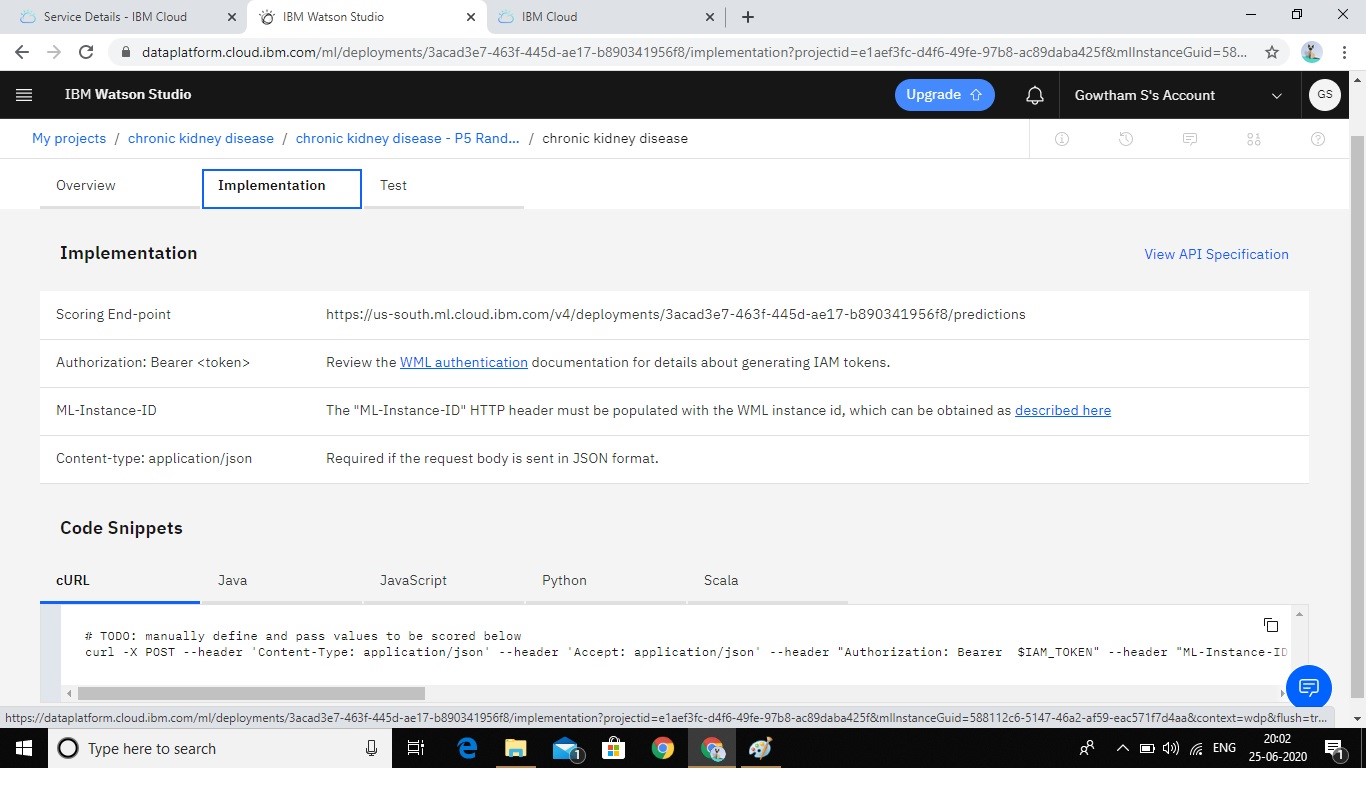 Service Details - IBM Cloud
IBM Watson Studio
IBM Cloud
dataplatform.cloud.ibm.com/ml/deployments/3acad3e7-463f-445d-ae17-b890341956f8/implementation?projectid=e1aef3fc-d4f6-49fe-97b8-ac89daba425f&mlInstanceGuid=58...
IBM Watson Studio
Upgrade
Gowtham S's Account
GS
My projects / chronic kidney disease / chronic kidney disease - P5 Rand... / chronic kidney disease
Overview
Implementation
Test
Implementation
View API Specification
Scoring End-point
https://us-south.ml.cloud.ibm.com/v4/deployments/3acad3e7-463f-445d-ae17-b890341956f8/predictions
Authorization: Bearer <token>
Review the WML authentication documentation for details about generating IAM tokens.
ML-Instance-ID
The "ML-Instance-ID" HTTP header must be populated with the WML instance id, which can be obtained as described here
Content-type: application/json
Required if the request body is sent in JSON format.
Code Snippets
cURL
Java
JavaScript
Python
Scala
# TODO: manually define and pass values to be scored below
curl -X POST --header 'Content-Type: application/json' --header 'Accept: application/json' --header "Authorization: Bearer  $IAM_TOKEN" --header "ML-Instance-ID
https://dataplatform.cloud.ibm.com/ml/deployments/3acad3e7-463f-445d-ae17-b890341956f8/implementation?projectid=e1aef3fc-d4f6-49fe-97b8-ac89daba425f&mlInstanceGuid=588112c6-5147-46a2-af59-eac571f7d4aa&context=wdp&flush=tr...
Type here to search
1
ENG
20:02
25-06-2020
1